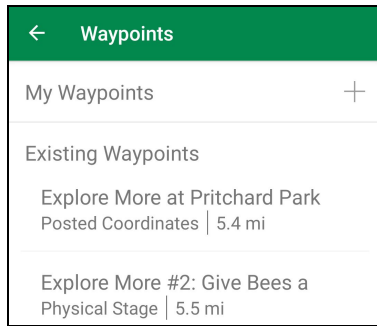 Waypoints
My Waypoints
Existing Waypoints
Explore More at Pritchard Park
Posted Coordinates | 5.4 mi
Explore More #2: Give Bees a
Physical Stage | 5.5 mi